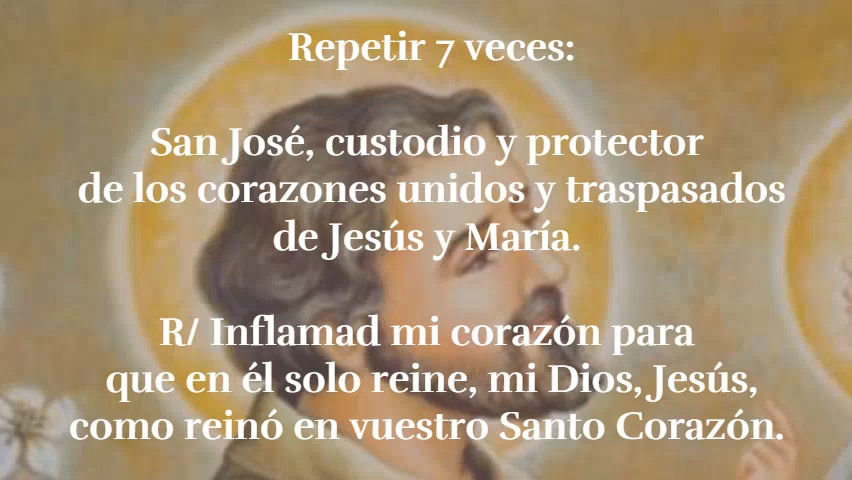 Repetir 7 veces:
San José, custodio y protector
de los corazones unidos y traspasados
de Jesús y María.
R/ Inflamad mi corazón para
que en él solo reine, mi Dios, Jesús,
como reinó en vuestro Santo Corazón.